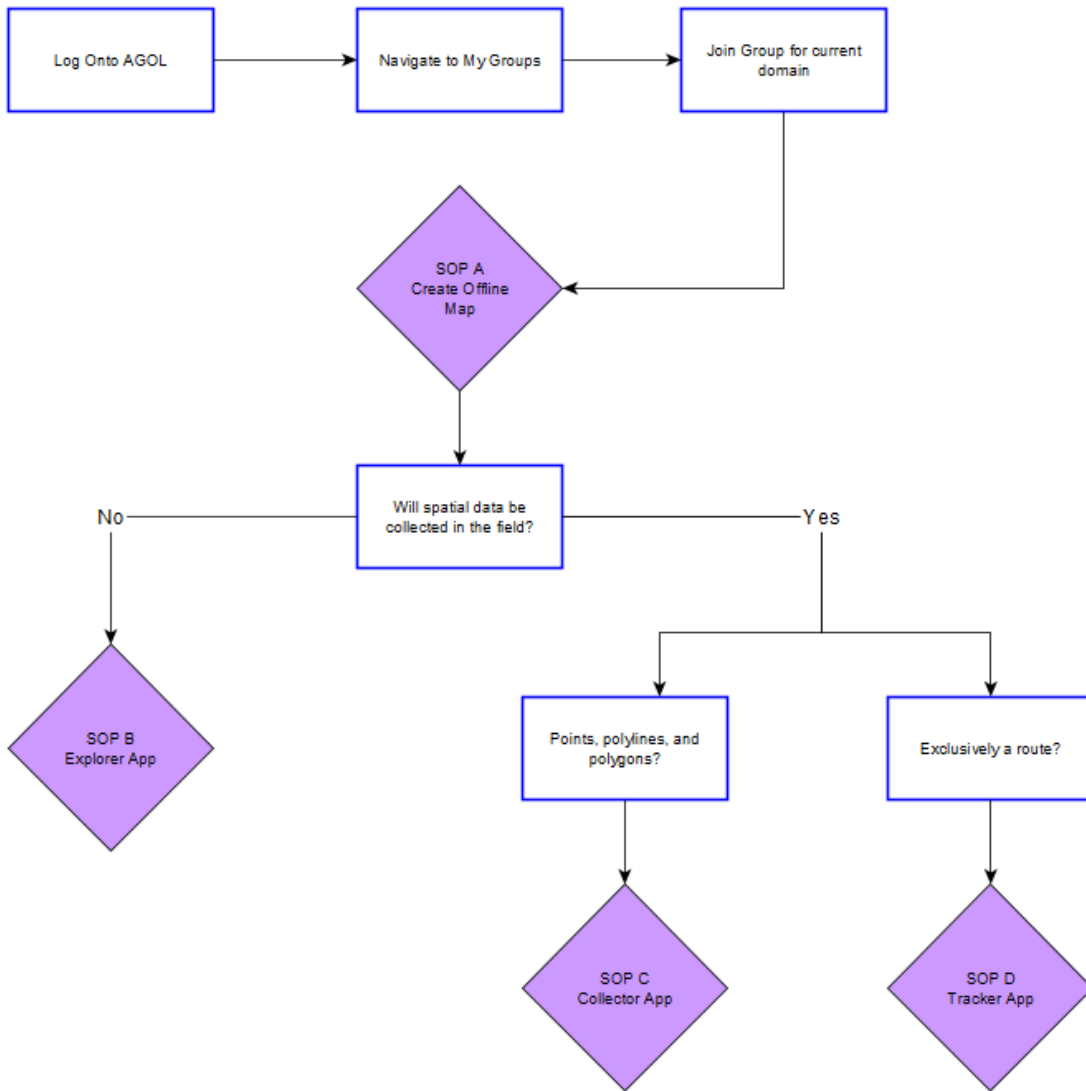 Log Onto AGOL
Navigate to My Groups
Join Group for current
domain
SOP A
Create Offline
Map
Will spatial data be
collected in the field?
No
Yes
SOP B
Explorer App
Points, polylines, and
polygons?
Exclusively a route?
SOP C
Collector App
SOP D
Tracker App